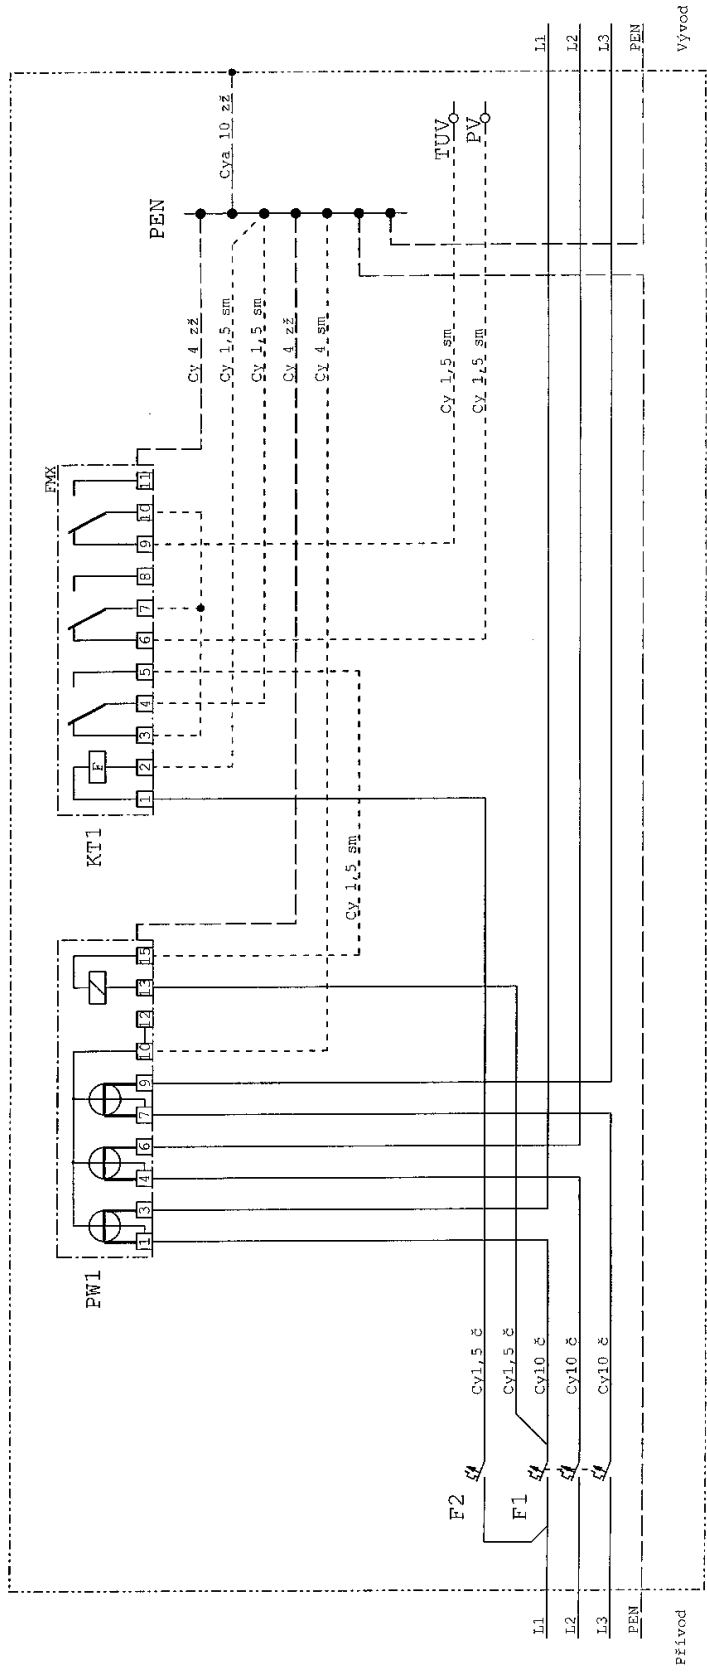 PW1
1
3
4
6
7
9
10
12
13
15
KT1
F
1
2
3
4
5
6
7
8
9
10
11
FMX
PEN
Cy 4 zž
Cy 1,5 sm
Cy 1,5 sm
Cy 4 zž
Cy 4 sm
Cya 10 zž
Cy 1,5 sm
Cy 1,5 sm
Cy 1,5 sm
TUV
PV
F2
F1
Cy1,5 č
Cy1,5 č
Cy10 č
Cy10 č
Cy10 č
L1
L2
L3
PEN
Přívod
L1
L2
L3
PEN
Vývod